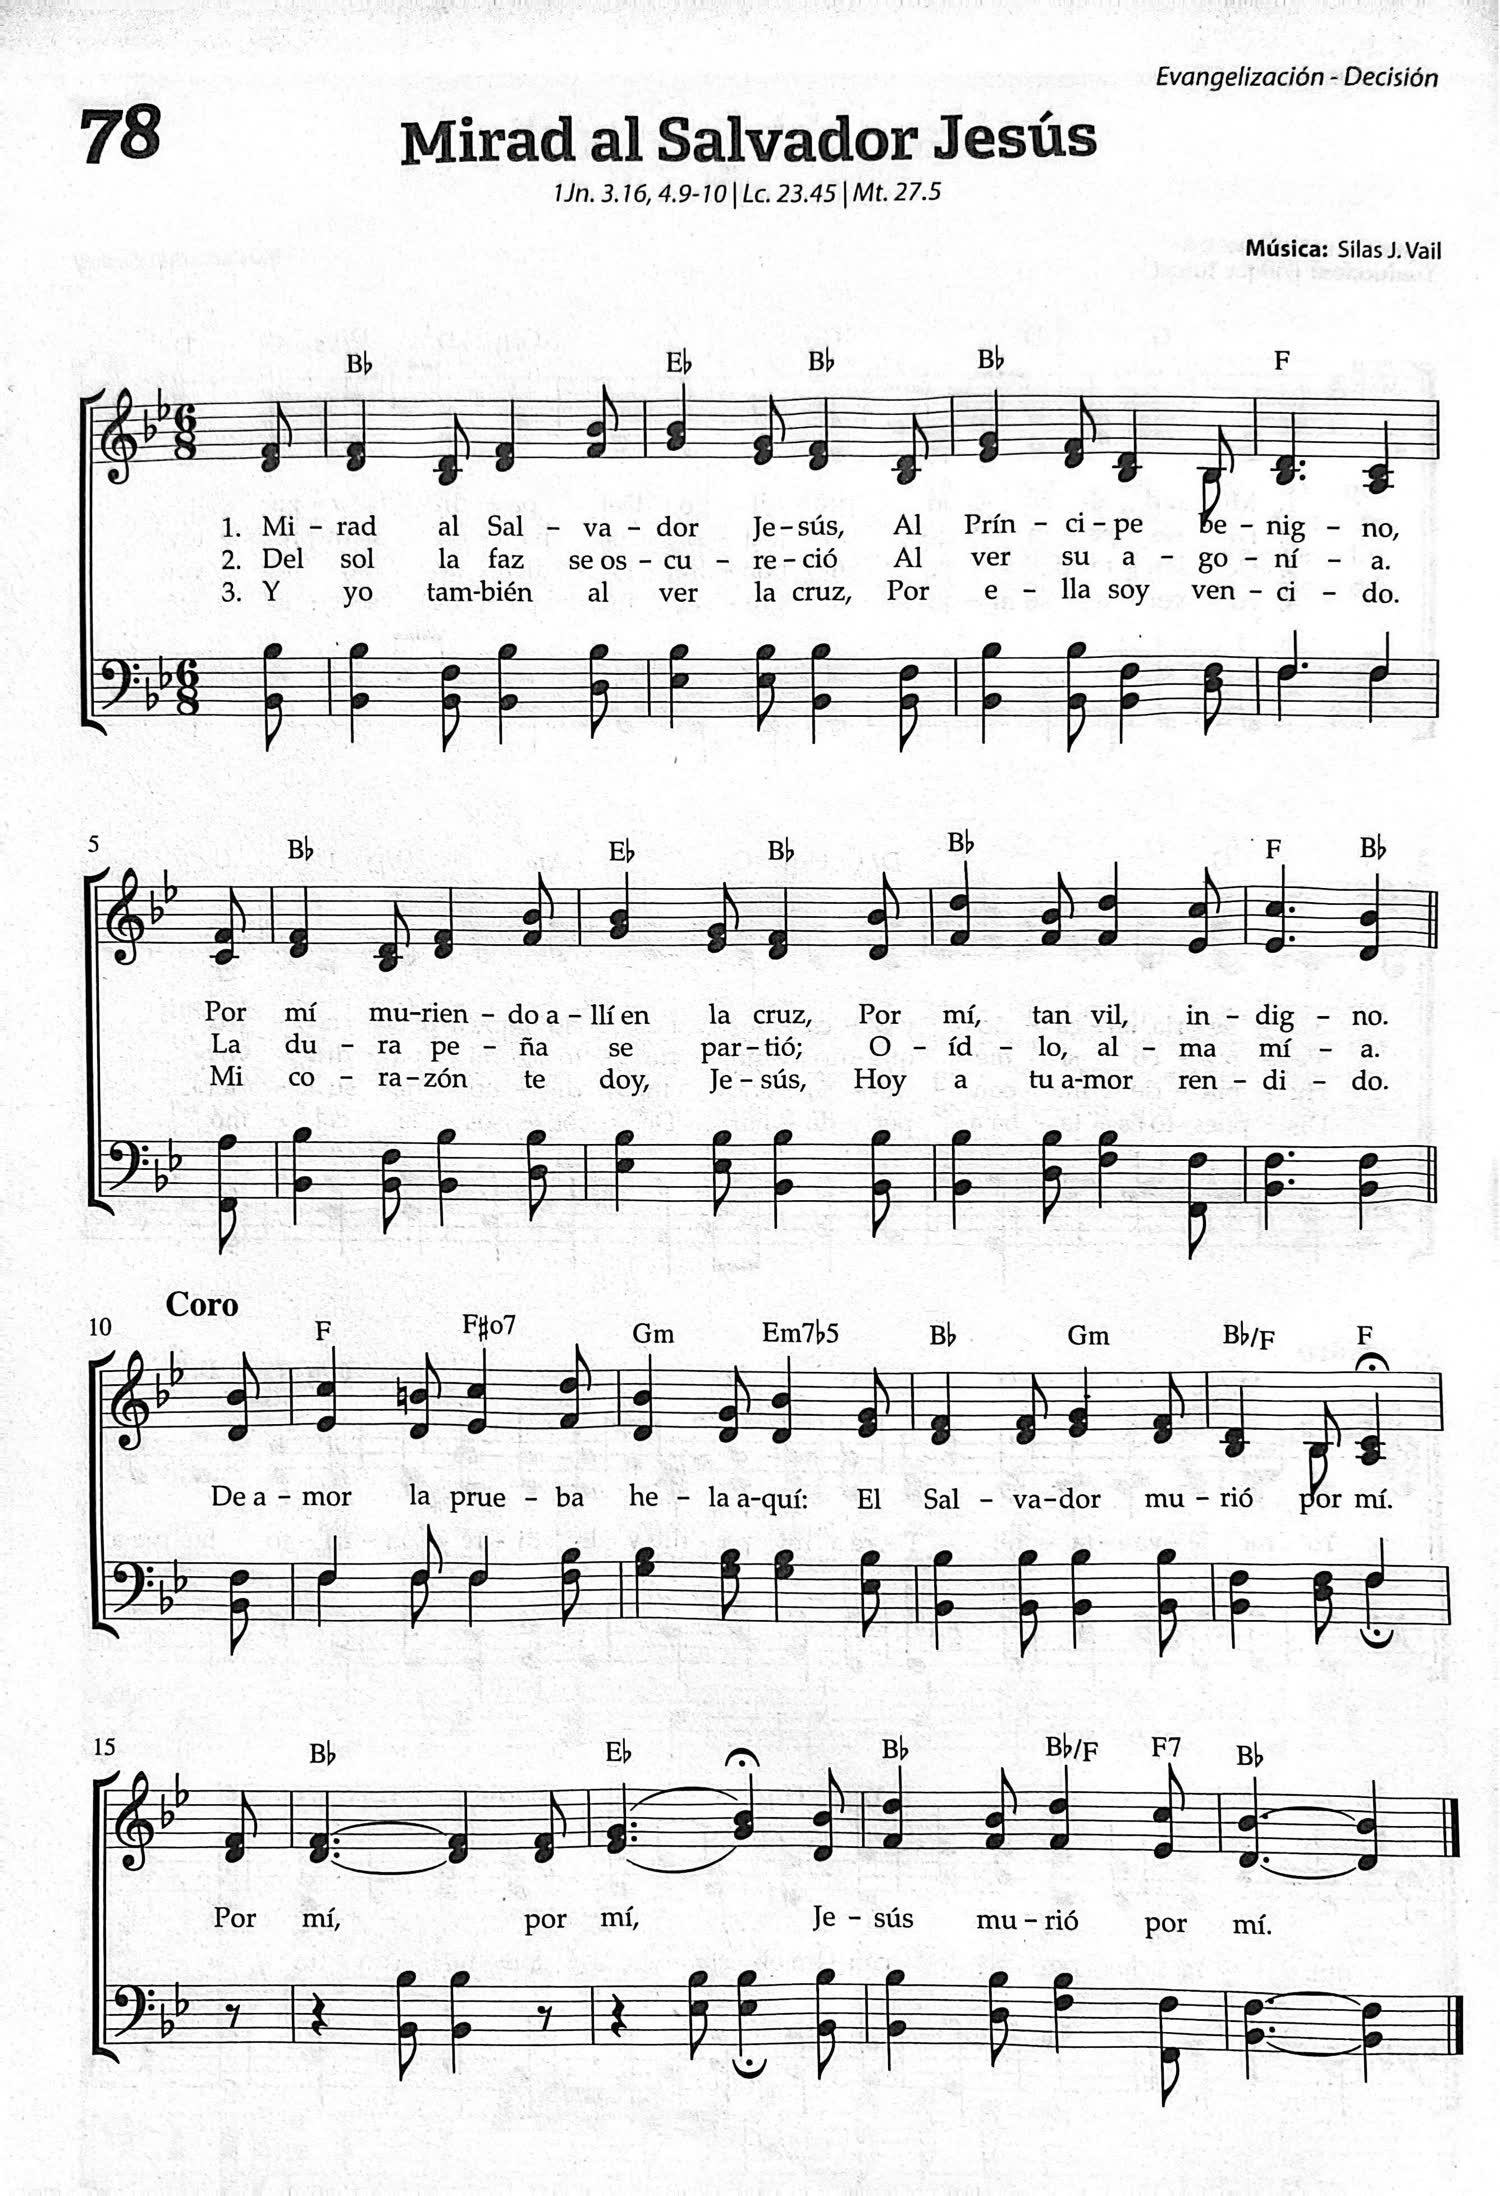 Evangelización - Decisión
78
Mirad al Salvador Jesús
1Jn. 3.16, 4.9-10 | Lc. 23.45 | Mt. 27.5
Música: Silas J. Vail
B♭ E♭ B♭ B♭ F
6 8
1. Mi – rad al Sal – va – dor Je – sús, Al Prín – ci – pe be – nig – no,
2. Del sol la faz se os – cu – re – ció Al ver su a – go – ní – a.
3. Y yo tam-bién al ver la cruz, Por e – lla soy ven – ci – do.
6 8
5
B♭ E♭ B♭ B♭ F B♭
Por mí mu–rien – do a – llí en la cruz, Por mí, tan vil, in – dig – no.
La du – ra pe – ña se par – tió; O – íd – lo, al – ma mí – a.
Mi co – ra – zón te doy, Je – sús, Hoy a tu a-mor ren – di – do.
Coro
10
F F♯o7 Gm Em7♭5 B♭ Gm B♭/F F
De a – mor la prue – ba he – la a-quí: El Sal – va–dor mu – rió por mí.
15
B♭ E♭ B♭ B♭/F F7 B♭
Por mí, por mí, Je – sús mu – rió por mí.